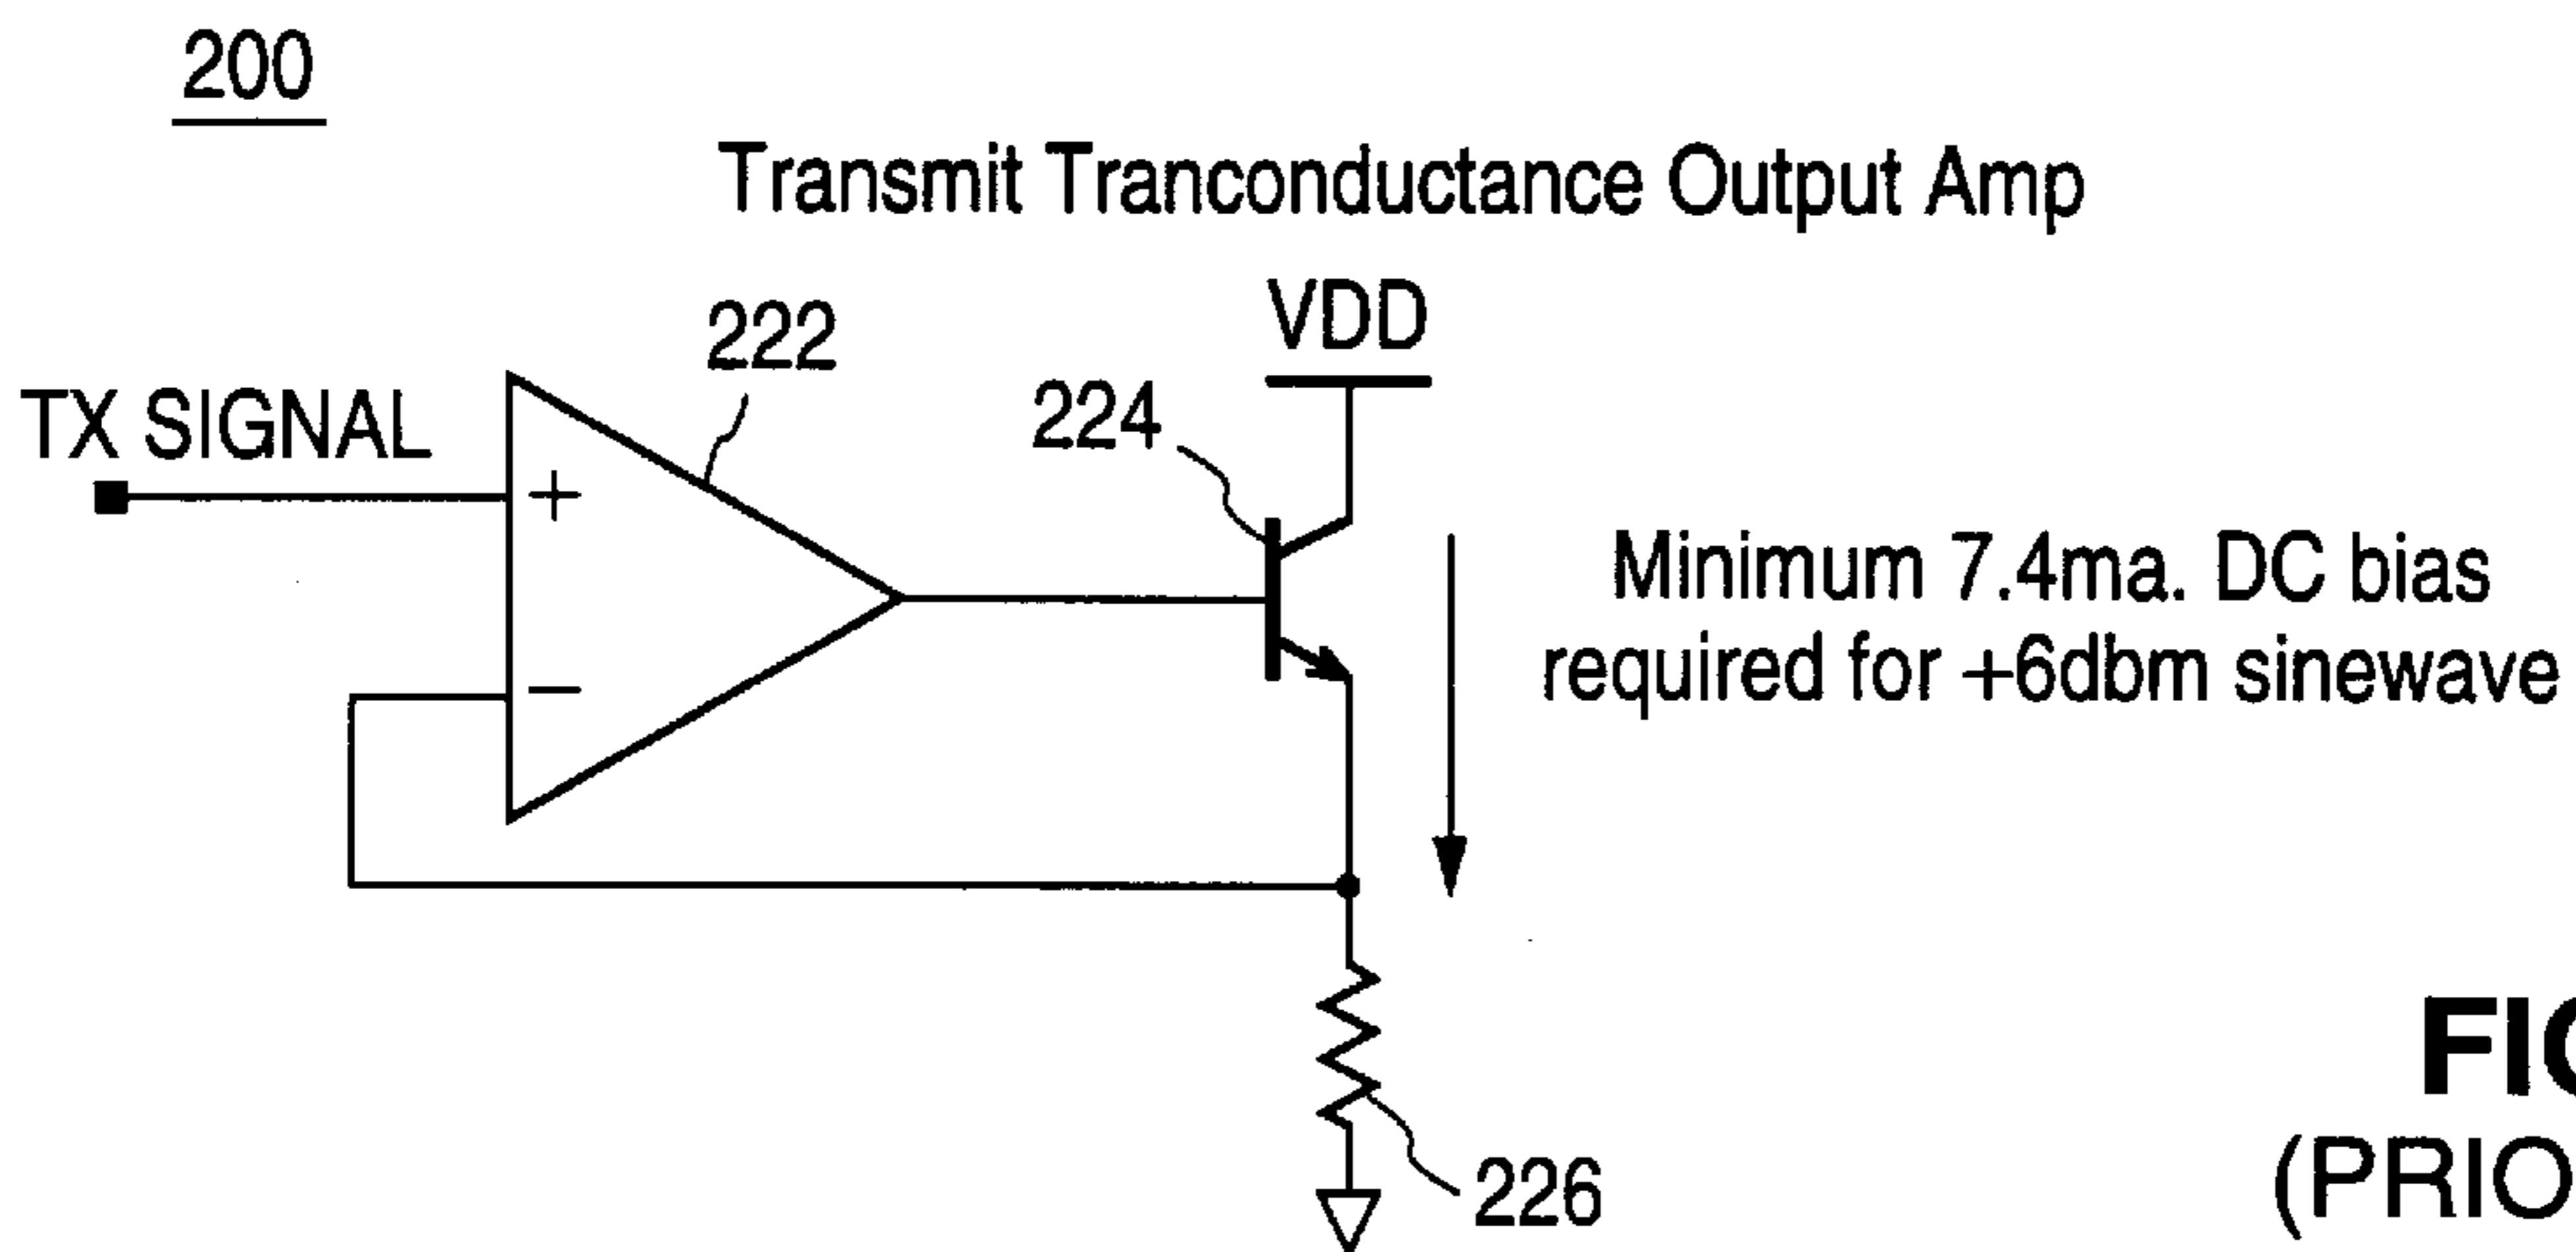 200
Transmit Tranconductance Output Amp
VDD
222
224
TX SIGNAL
+
Minimum 7.4ma. DC bias
required for +6dbm sinewave
−
226